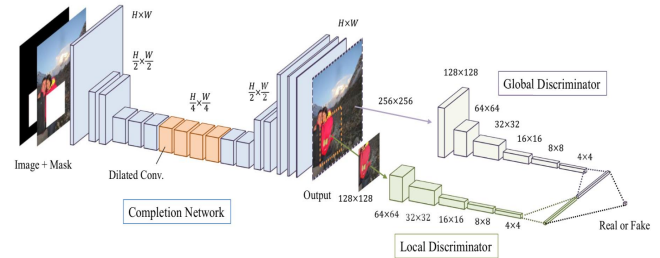 H×W
H/2 × W/2
H/4 × W/4
H/2 × W/2
H×W
Image + Mask
Dilated Conv.
Completion Network
Output
256×256
128×128
64×64
32×32
16×16
8×8
4×4
Global Discriminator
128×128
64×64
32×32
16×16
8×8
4×4
Local Discriminator
Real or Fake